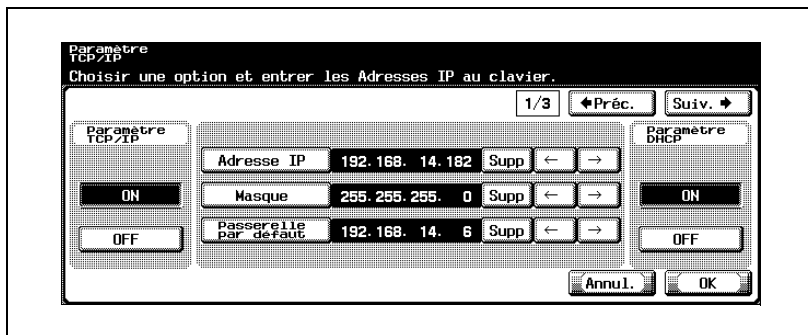 Paramètre
TCP/IP
Choisir une option et entrer les Adresses IP au clavier.
1/3 ←Préc. Suiv. →
Paramètre
TCP/IP
Paramètre
DHCP
Adresse IP 192.168. 14.182 Supp ← →
ON Masque 255.255.255. 0 Supp ← → ON
Passerelle
par défaut 192.168. 14. 6 Supp ← →
OFF OFF
Annul. OK